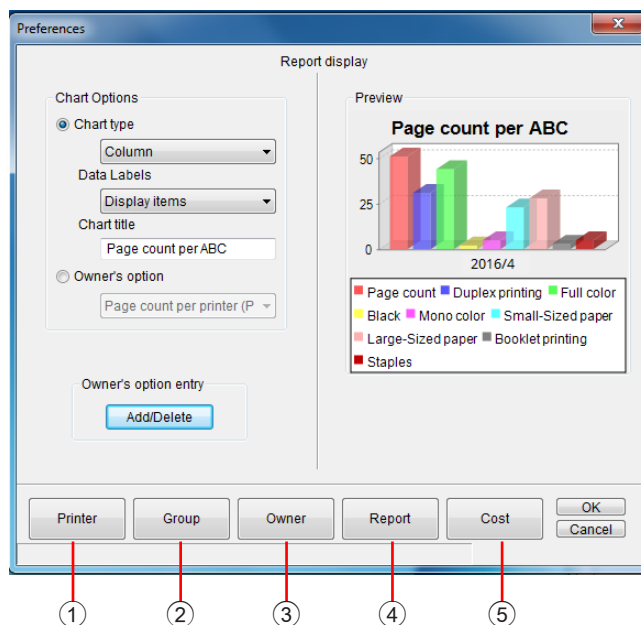 Preferences
Report display
Chart Options
Chart type
Column
Data Labels
Display items
Chart title
Page count per ABC
Owner's option
Page count per printer (P
Owner's option entry
Add/Delete
Preview
Page count per ABC
50
25
0
2016/4
Page count Duplex printing Full color
Black Mono color Small-Sized paper
Large-Sized paper Booklet printing
Staples
Printer Group Owner Report Cost OK
Cancel
① ② ③ ④ ⑤